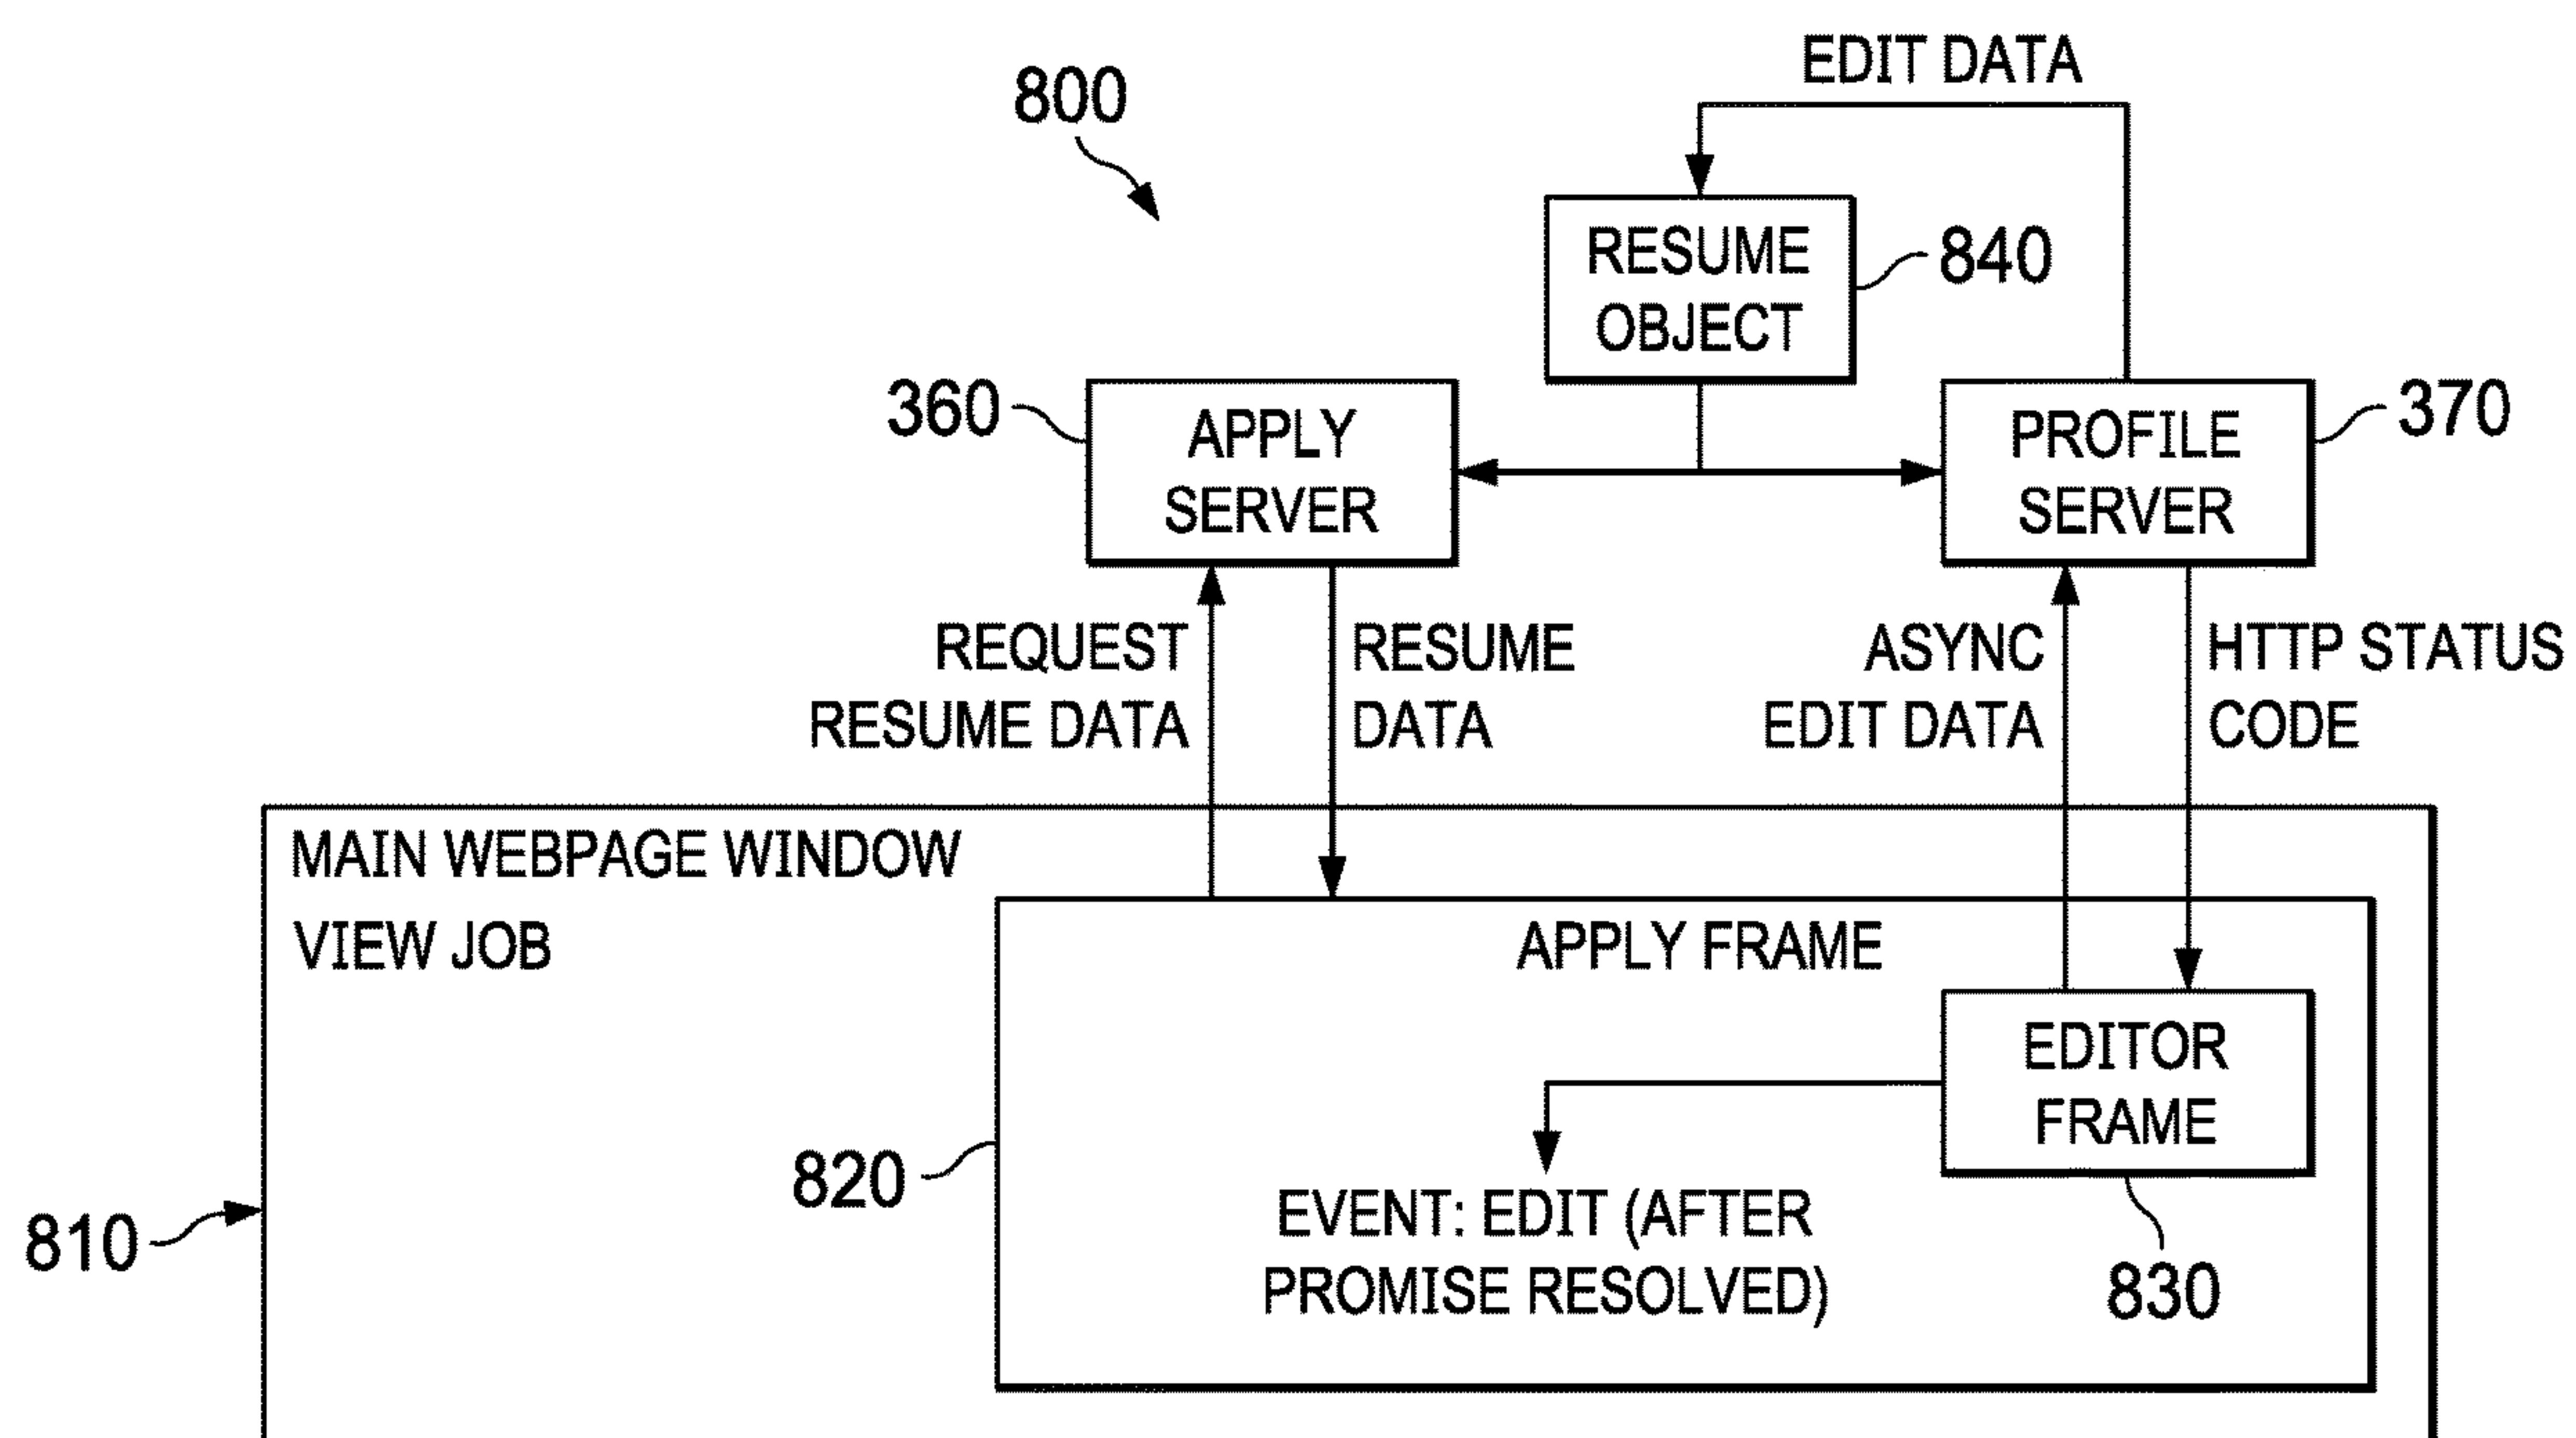 EDIT DATA
800
RESUME
OBJECT
840
360
APPLY
SERVER
PROFILE
SERVER
370
REQUEST
RESUME DATA
RESUME
DATA
ASYNC
EDIT DATA
HTTP STATUS
CODE
MAIN WEBPAGE WINDOW
VIEW JOB
APPLY FRAME
EDITOR
FRAME
820
810
EVENT: EDIT (AFTER
PROMISE RESOLVED)
830